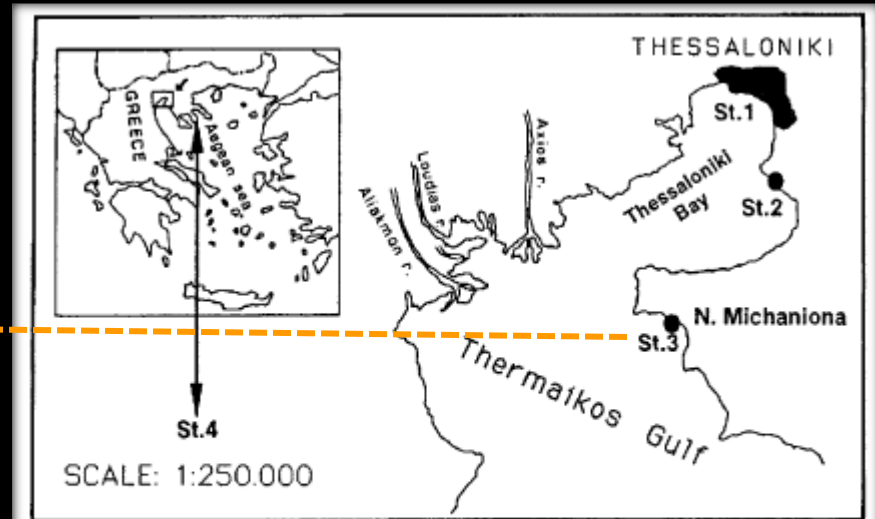 THESSALONIKI
St.1
GREECE
Aegean sea
Axios r.
Loudias r
Aliakmon r.
Thessaloniki
Bay
St.2
N. Michaniona
St.3
Thermaikos Gulf
St.4
SCALE: 1:250.000